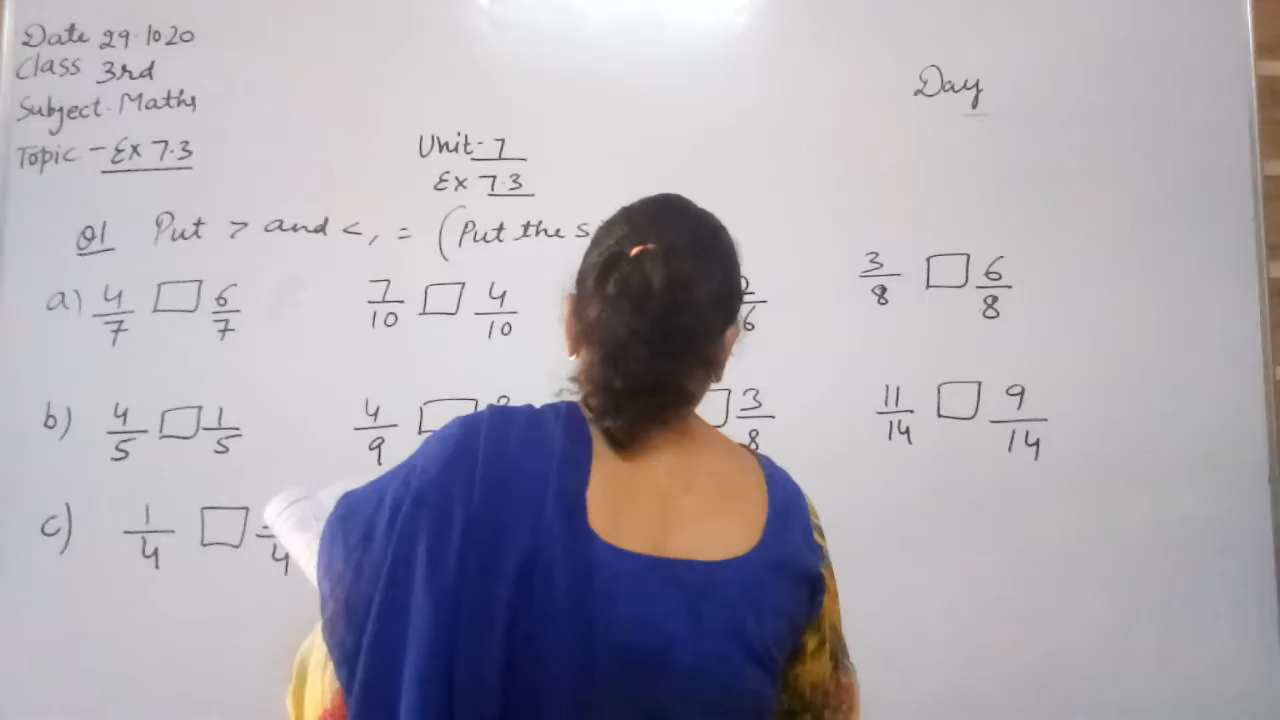 Date 29.10 20
Class 3rd
Subject- Maths
Topic - Ex 7.3
Day
Unit- 7
Ex 7.3
Q1 Put > and <, = (Put the
a) 4/7 □ 6/7 7/10 □ 4/10 2/6 3/8 □ 6/8
b) 4/5 □ 1/5 4/9 □ □ 3/8 11/14 □ 9/14
c) 1/4 □ /4